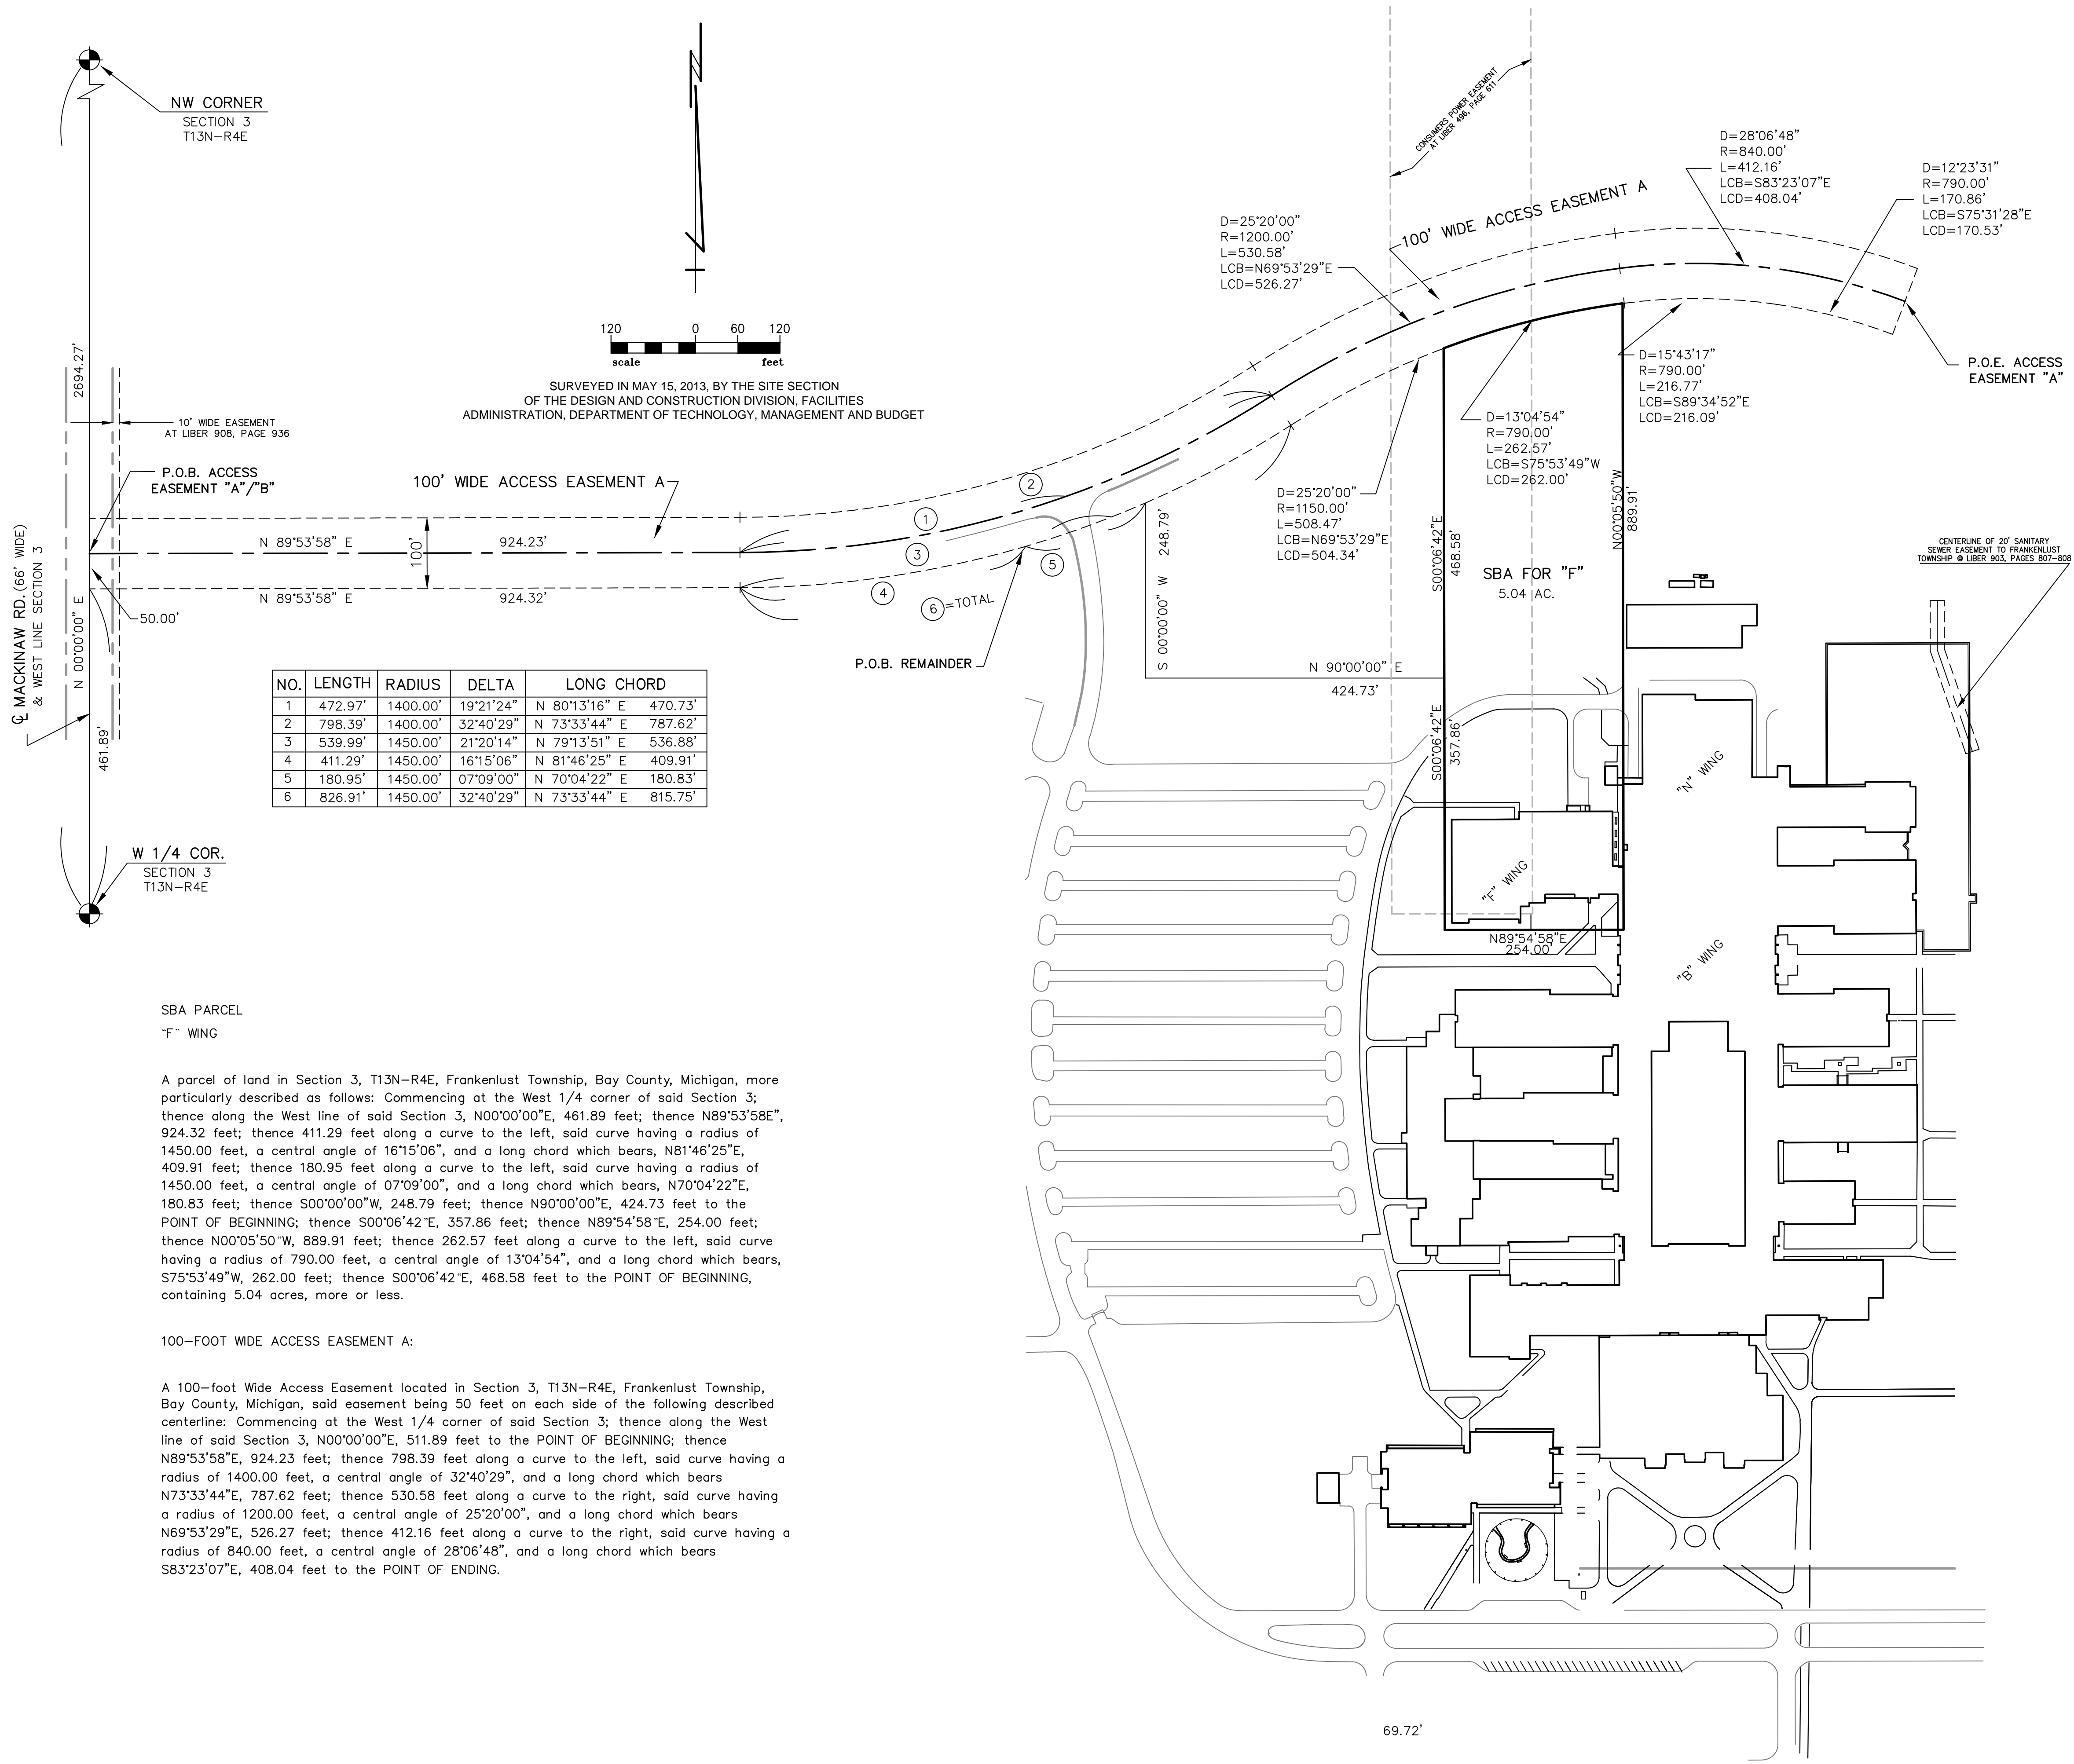 NW CORNER
SECTION 3
T13N-R4E
2694.27'
10' WIDE EASEMENT
AT LIBER 908, PAGE 936
P.O.B. ACCESS
EASEMENT "A"/"B"
℄ MACKINAW RD. (66' WIDE)
& WEST LINE SECTION 3
N 00°00'00" E
461.89'
50.00'
W 1/4 COR.
SECTION 3
T13N-R4E
120 0 60 120
scale feet
SURVEYED IN MAY 15, 2013, BY THE SITE SECTION
OF THE DESIGN AND CONSTRUCTION DIVISION, FACILITIES
ADMINISTRATION, DEPARTMENT OF TECHNOLOGY, MANAGEMENT AND BUDGET
100' WIDE ACCESS EASEMENT A
N 89°53'58" E 924.23'
100'
N 89°53'58" E 924.32'
1
2
3
4
5
6 =TOTAL
P.O.B. REMAINDER
NO. LENGTH RADIUS DELTA LONG CHORD
1 472.97' 1400.00' 19°21'24" N 80°13'16" E 470.73'
2 798.39' 1400.00' 32°40'29" N 73°33'44" E 787.62'
3 539.99' 1450.00' 21°20'14" N 79°13'51" E 536.88'
4 411.29' 1450.00' 16°15'06" N 81°46'25" E 409.91'
5 180.95' 1450.00' 07°09'00" N 70°04'22" E 180.83'
6 826.91' 1450.00' 32°40'29" N 73°33'44" E 815.75'
CONSUMERS POWER EASEMENT
AT LIBER 496, PAGE 611
100' WIDE ACCESS EASEMENT A
D=25°20'00"
R=1200.00'
L=530.58'
LCB=N69°53'29"E
LCD=526.27'
D=28°06'48"
R=840.00'
L=412.16'
LCB=S83°23'07"E
LCD=408.04'
D=12°23'31"
R=790.00'
L=170.86'
LCB=S75°31'28"E
LCD=170.53'
P.O.E. ACCESS
EASEMENT "A"
D=15°43'17"
R=790.00'
L=216.77'
LCB=S89°34'52"E
LCD=216.09'
D=13°04'54"
R=790.00'
L=262.57'
LCB=S75°53'49"W
LCD=262.00'
D=25°20'00"
R=1150.00'
L=508.47'
LCB=N69°53'29"E
LCD=504.34'
S 00°00'00" W 248.79'
N 90°00'00" E
424.73'
S00°06'42"E
468.58'
N00°05'50"W
889.91'
SBA FOR "F"
5.04 AC.
S00°06'42"E
357.86'
CENTERLINE OF 20' SANITARY
SEWER EASEMENT TO FRANKENLUST
TOWNSHIP @ LIBER 903, PAGES 807-808
"N" WING
"F" WING
"B" WING
N89°54'58"E
254.00'
SBA PARCEL
"F" WING
A parcel of land in Section 3, T13N-R4E, Frankenlust Township, Bay County, Michigan, more
particularly described as follows: Commencing at the West 1/4 corner of said Section 3;
thence along the West line of said Section 3, N00°00'00"E, 461.89 feet; thence N89°53'58E",
924.32 feet; thence 411.29 feet along a curve to the left, said curve having a radius of
1450.00 feet, a central angle of 16°15'06", and a long chord which bears, N81°46'25"E,
409.91 feet; thence 180.95 feet along a curve to the left, said curve having a radius of
1450.00 feet, a central angle of 07°09'00", and a long chord which bears, N70°04'22"E,
180.83 feet; thence S00°00'00"W, 248.79 feet; thence N90°00'00"E, 424.73 feet to the
POINT OF BEGINNING; thence S00°06'42"E, 357.86 feet; thence N89°54'58"E, 254.00 feet;
thence N00°05'50"W, 889.91 feet; thence 262.57 feet along a curve to the left, said curve
having a radius of 790.00 feet, a central angle of 13°04'54", and a long chord which bears,
S75°53'49"W, 262.00 feet; thence S00°06'42"E, 468.58 feet to the POINT OF BEGINNING,
containing 5.04 acres, more or less.
100-FOOT WIDE ACCESS EASEMENT A:
A 100-foot Wide Access Easement located in Section 3, T13N-R4E, Frankenlust Township,
Bay County, Michigan, said easement being 50 feet on each side of the following described
centerline: Commencing at the West 1/4 corner of said Section 3; thence along the West
line of said Section 3, N00°00'00"E, 511.89 feet to the POINT OF BEGINNING; thence
N89°53'58"E, 924.23 feet; thence 798.39 feet along a curve to the left, said curve having a
radius of 1400.00 feet, a central angle of 32°40'29", and a long chord which bears
N73°33'44"E, 787.62 feet; thence 530.58 feet along a curve to the right, said curve having
a radius of 1200.00 feet, a central angle of 25°20'00", and a long chord which bears
N69°53'29"E, 526.27 feet; thence 412.16 feet along a curve to the right, said curve having a
radius of 840.00 feet, a central angle of 28°06'48", and a long chord which bears
S83°23'07"E, 408.04 feet to the POINT OF ENDING.
69.72'